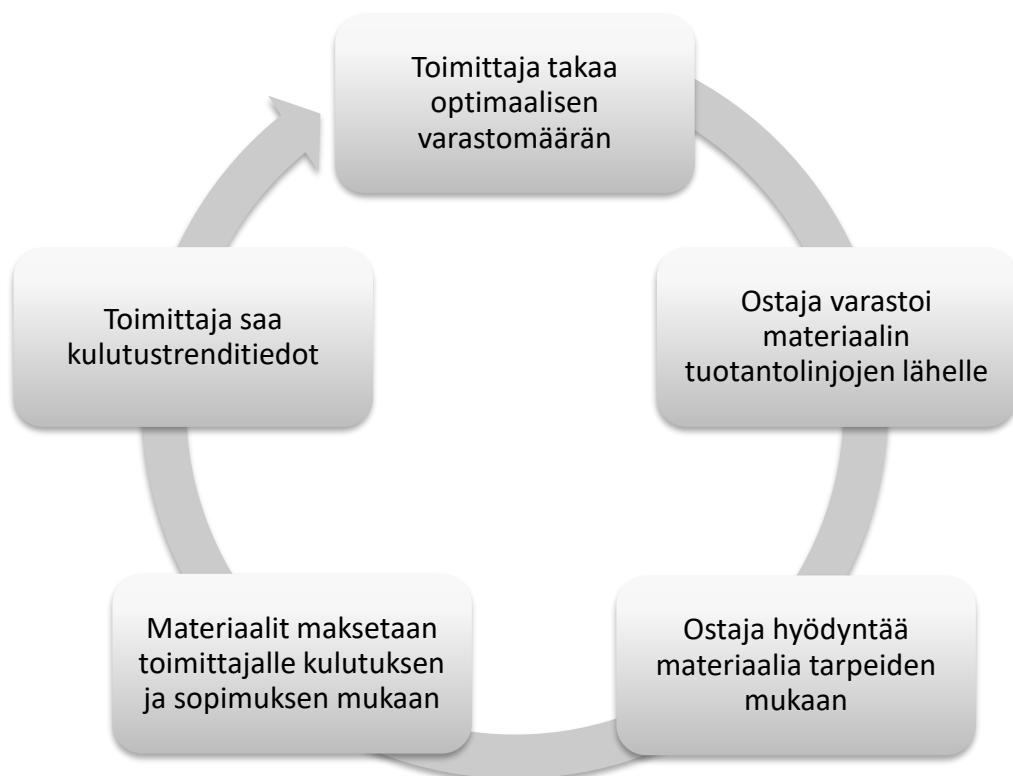 Toimittaja takaa
optimaalisen
varastomäärän
Ostaja varastoi
materiaalin
tuotantolinjojen lähelle
Ostaja hyödyntää
materiaalia tarpeiden
mukaan
Materiaalit maksetaan
toimittajalle kulutuksen
ja sopimuksen mukaan
Toimittaja saa
kulutustrenditiedot